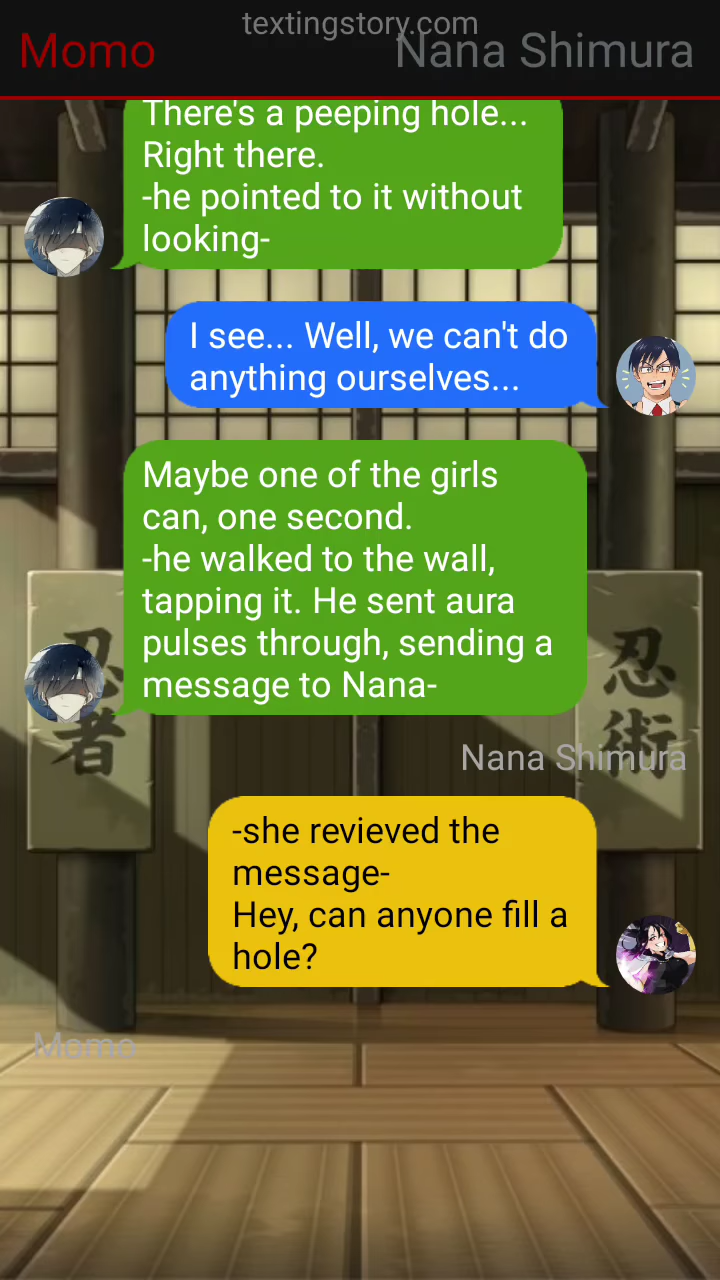 textingstory.com
Momo
Nana Shimura
There's a peeping hole...
Right there.
-he pointed to it without
looking-
I see... Well, we can't do
anything ourselves...
Maybe one of the girls
can, one second.
-he walked to the wall,
tapping it. He sent aura
pulses through, sending a
message to Nana-
忍者
忍術
Nana Shimura
-she revieved the
message-
Hey, can anyone fill a
hole?
Momo